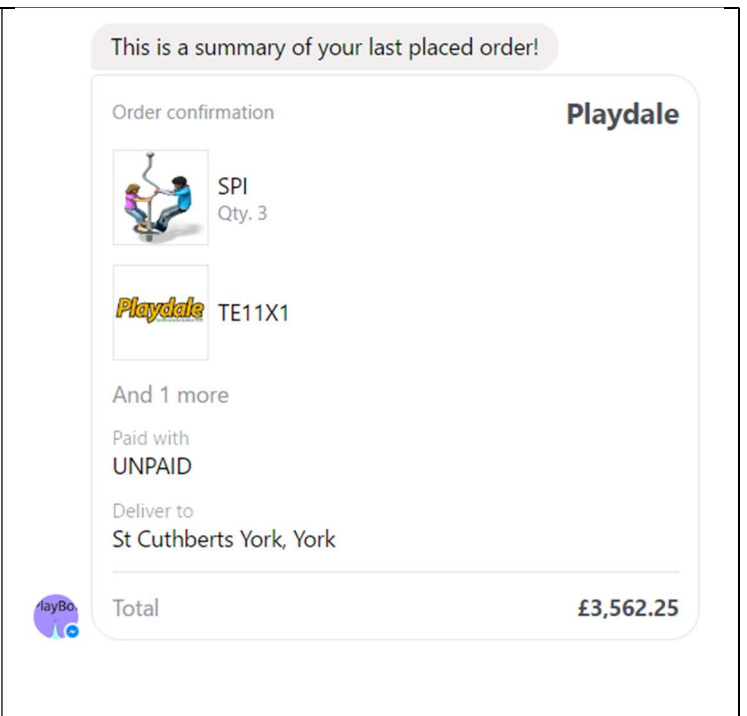 This is a summary of your last placed order!
Order confirmation
Playdale
SPI
Qty. 3
Playdale
TE11X1
And 1 more
Paid with
UNPAID
Deliver to
St Cuthberts York, York
layBo
Total
£3,562.25